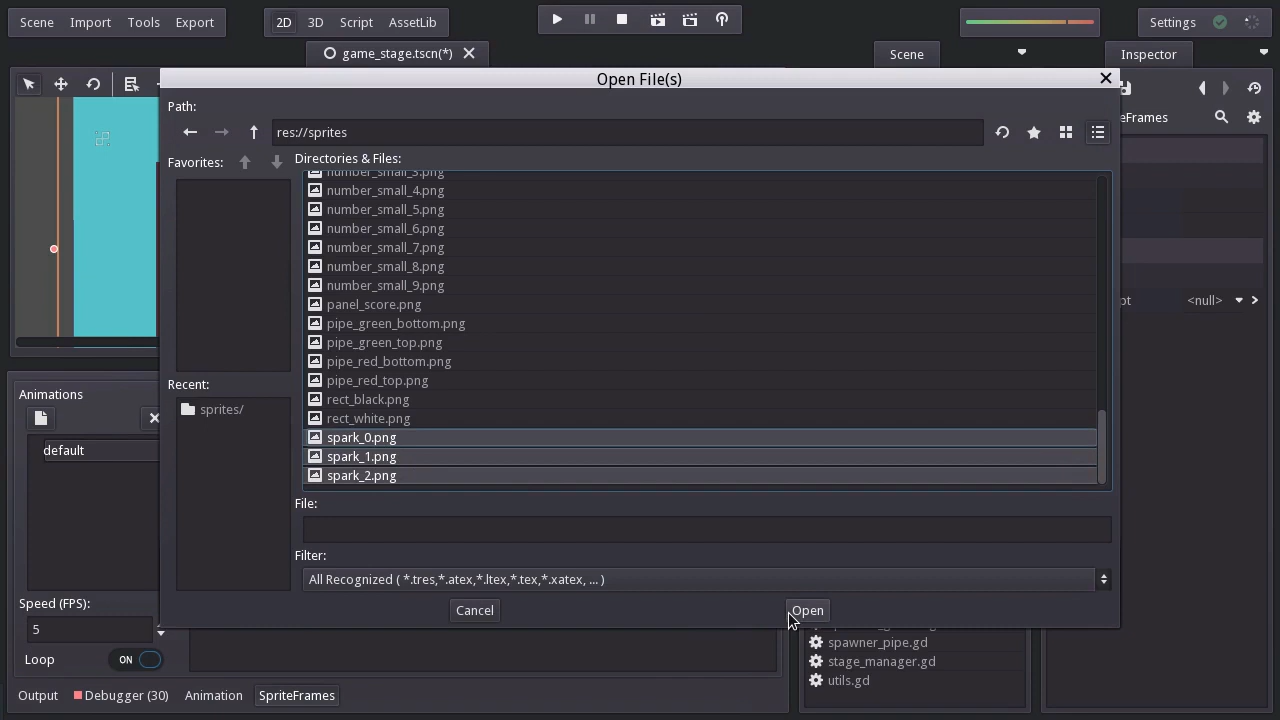 Scene Import Tools Export 2D 3D Script AssetLib Settings
game_stage.tscn(*) Scene Inspector
Open File(s)
Path:
res://sprites
eFrames
Favorites: Directories & Files:
number_small_3.png
number_small_4.png
number_small_5.png
number_small_6.png
number_small_7.png
number_small_8.png
number_small_9.png
panel_score.png
pt <null>
pipe_green_bottom.png
pipe_green_top.png
pipe_red_bottom.png
pipe_red_top.png
Recent:
rect_black.png
sprites/
rect_white.png
spark_0.png
spark_1.png
spark_2.png
Animations
default
File:
Filter:
All Recognized ( *.tres,*.atex,*.ltex,*.tex,*.xatex, ... )
Cancel Open
Speed (FPS):
5
Loop ON
spawner_pipe.gd
stage_manager.gd
utils.gd
Output Debugger (30) Animation SpriteFrames